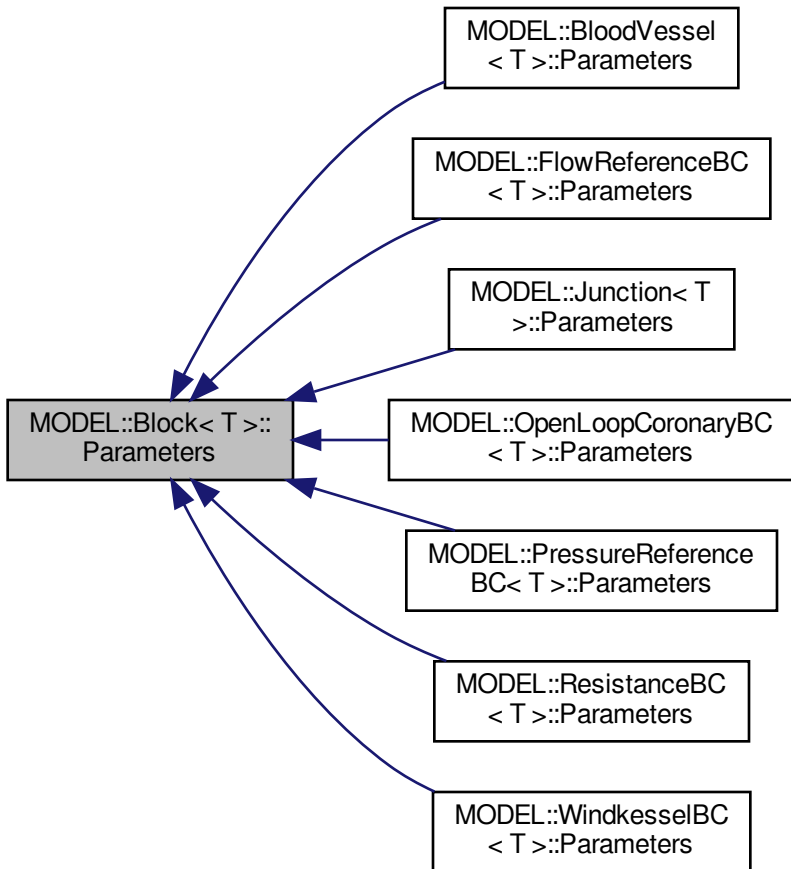 MODEL::BloodVessel
< T >::Parameters
MODEL::FlowReferenceBC
< T >::Parameters
MODEL::Junction< T
>::Parameters
MODEL::Block< T >::
Parameters
MODEL::OpenLoopCoronaryBC
< T >::Parameters
MODEL::PressureReference
BC< T >::Parameters
MODEL::ResistanceBC
< T >::Parameters
MODEL::WindkesselBC
< T >::Parameters